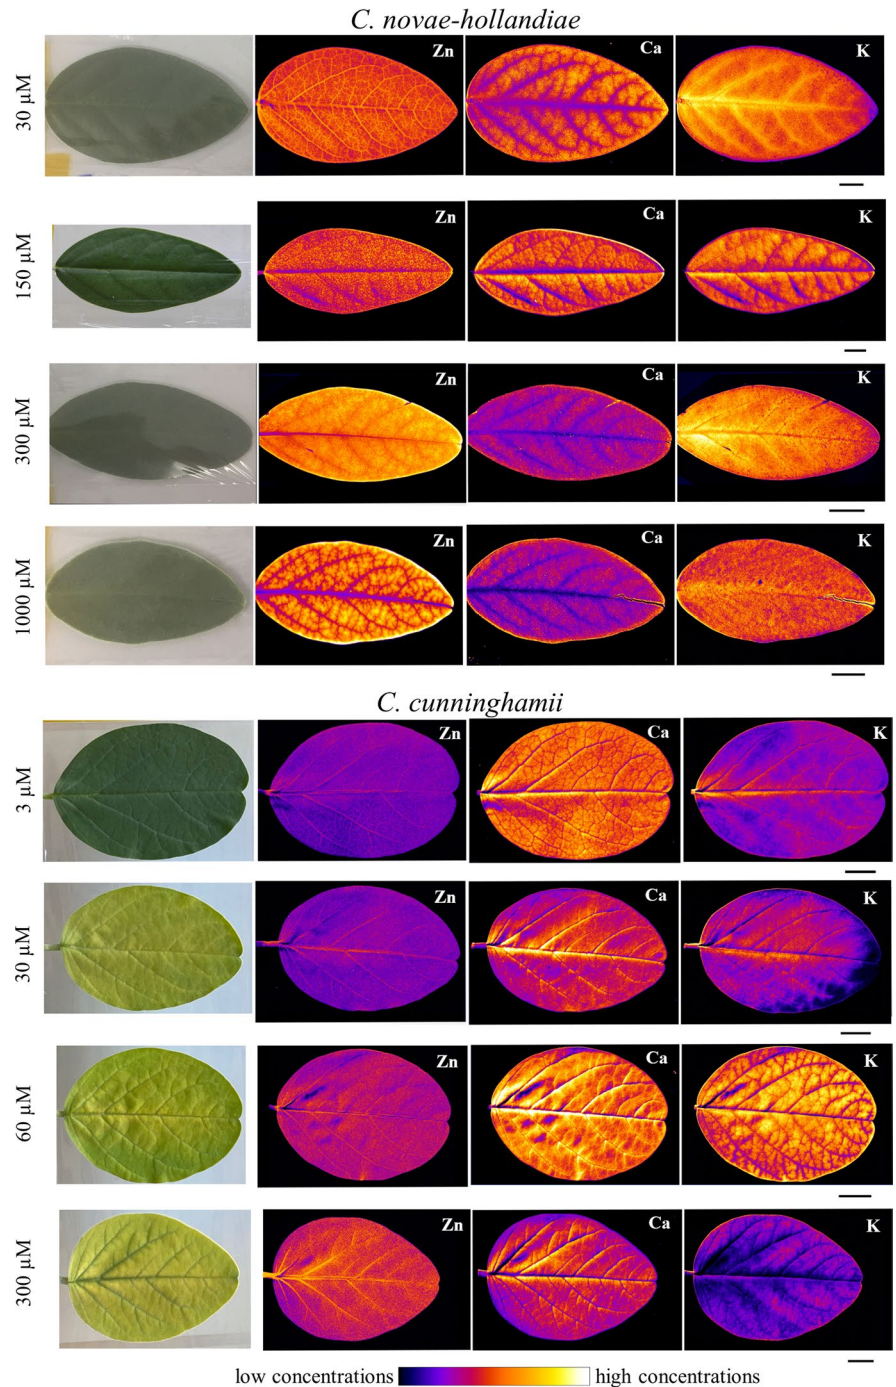 C. novae-hollandiae
30 µM
Zn
Ca
K
150 µM
Zn
Ca
K
300 µM
Zn
Ca
K
1000 µM
Zn
Ca
K
C. cunninghamii
3 µM
Zn
Ca
K
30 µM
Zn
Ca
K
60 µM
Zn
Ca
K
300 µM
Zn
Ca
K
low concentrations high concentrations